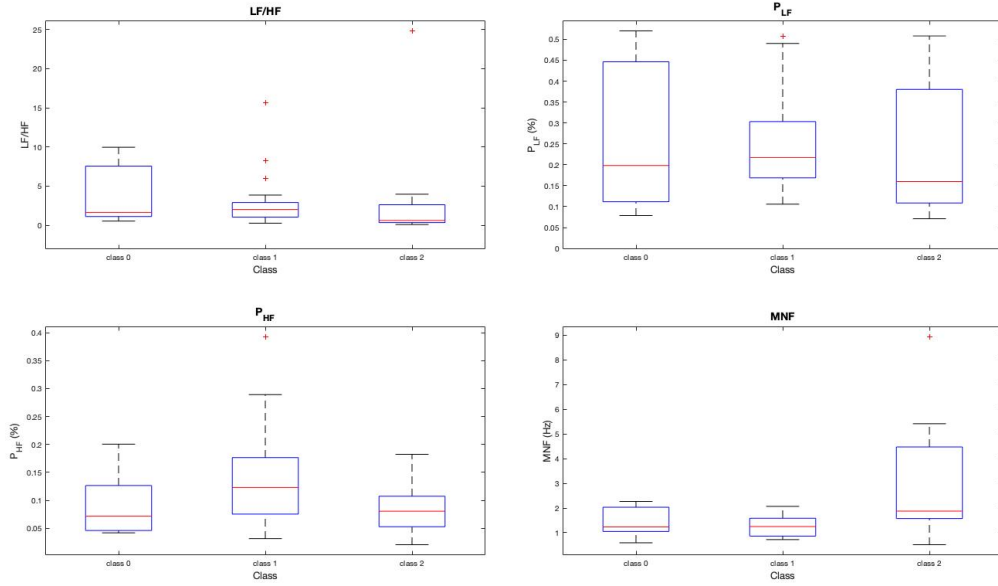 LF/HF
25
20
15
10
5
0
LF/HF
class 0 class 1 class 2
Class
P_LF
0.5
0.45
0.4
0.35
0.3
0.25
0.2
0.15
0.1
0.05
0
P_LF (%)
class 0 class 1 class 2
Class
P_HF
0.4
0.35
0.3
0.25
0.2
0.15
0.1
0.05
P_HF (%)
class 0 class 1 class 2
Class
MNF
9
8
7
6
5
4
3
2
1
MNF (Hz)
class 0 class 1 class 2
Class